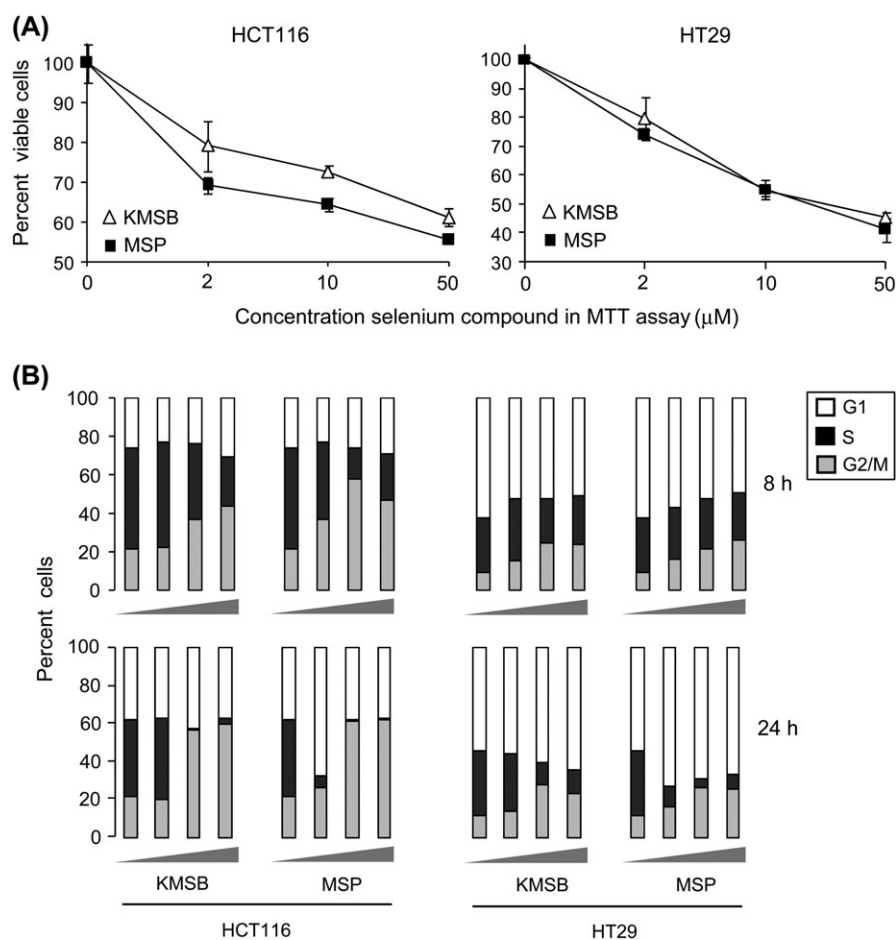 (A)
HCT116
HT29
Percent viable cells
100
90
80
70
60
50
KMSB
MSP
0
2
10
50
100
90
80
70
60
50
40
30
KMSB
MSP
0
2
10
50
Concentration selenium compound in MTT assay (μM)
(B)
Percent cells
100
80
60
40
20
0
8 h
G1
S
G2/M
100
80
60
40
20
0
24 h
KMSB
MSP
KMSB
MSP
HCT116
HT29